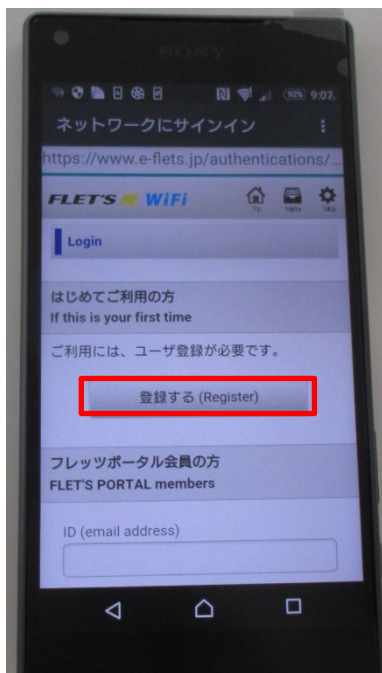 SONY
92% 9:07
ネットワークにサインイン
https://www.e-flets.jp/authentications/...
FLET'S 光 WiFi
Top
Login
はじめてご利用の方
If this is your first time
ご利用には、ユーザ登録が必要です。
登録する (Register)
フレッツポータル会員の方
FLET'S PORTAL members
ID (email address)